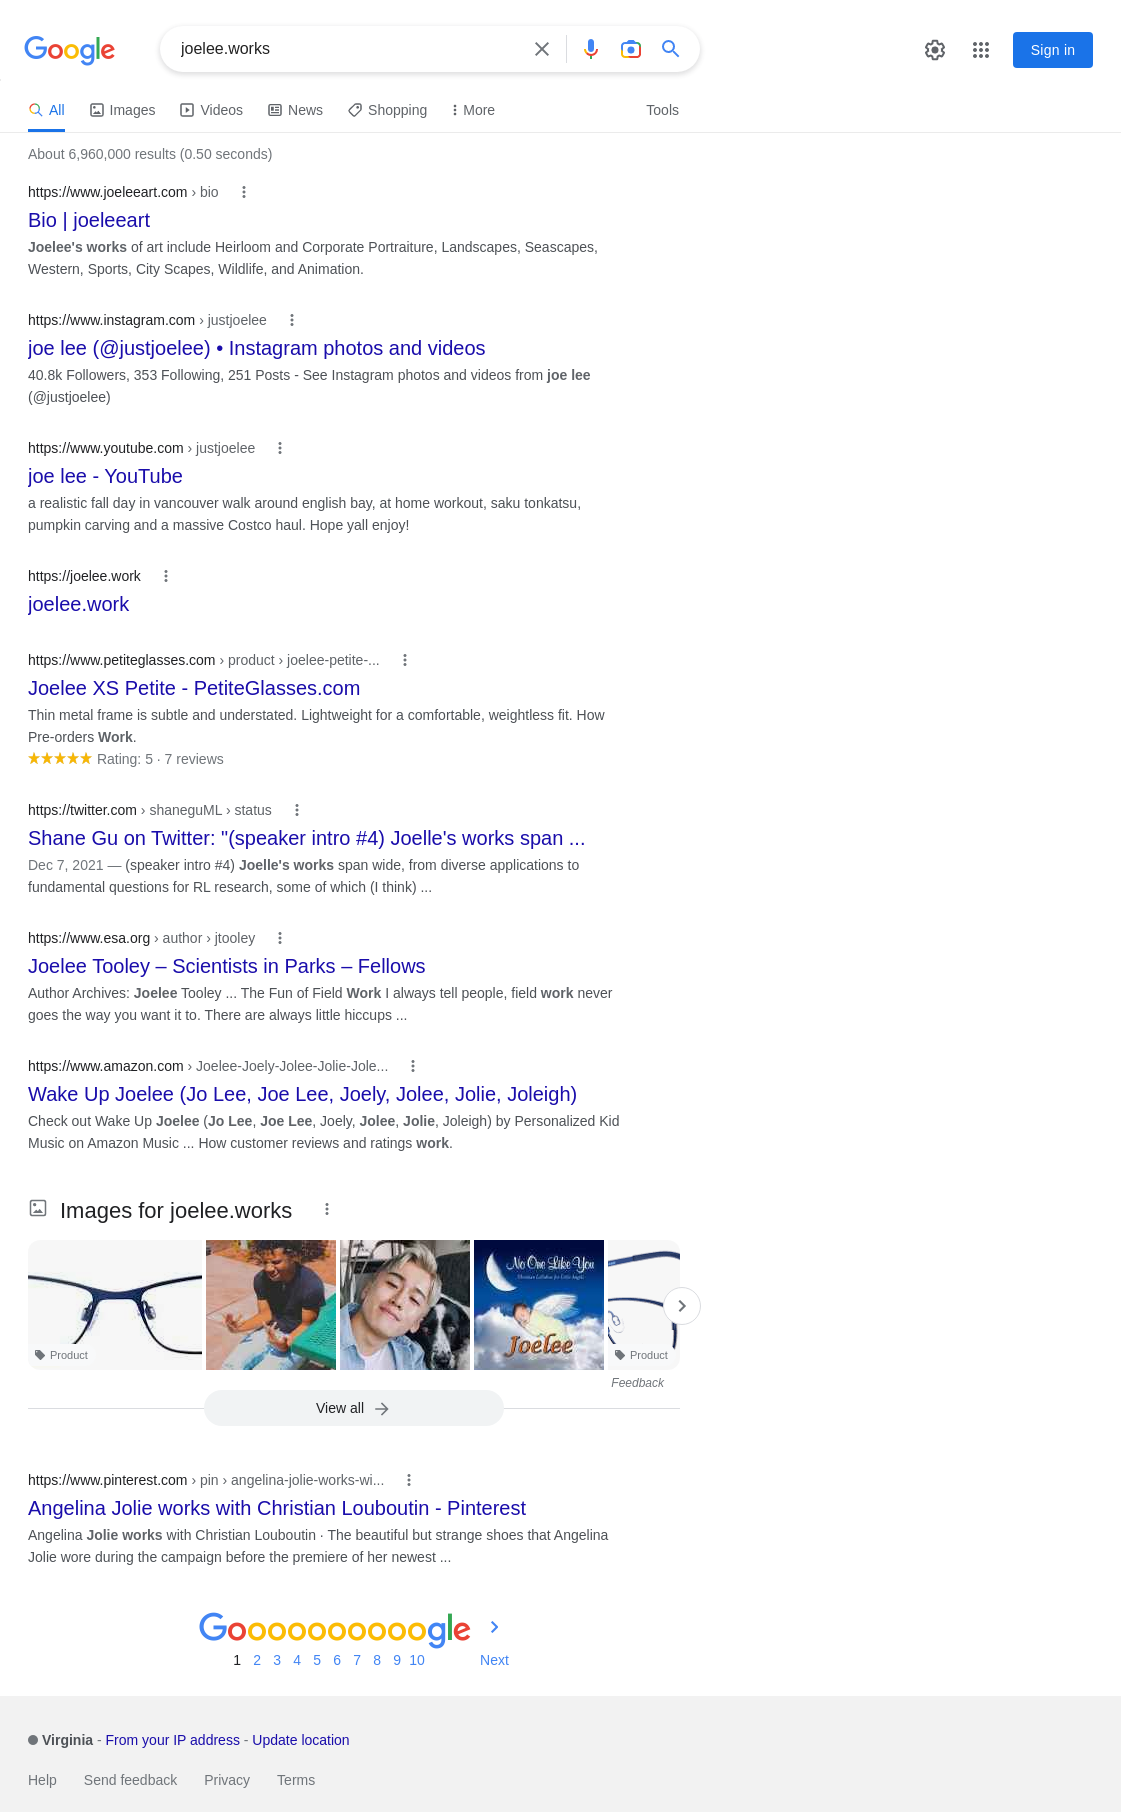 Google
joelee.works
Sign in
All
Images
Videos
News
Shopping
More
Tools
About 6,960,000 results (0.50 seconds)
https://www.joeleeart.com › bio
Bio | joeleeart
Joelee's works of art include Heirloom and Corporate Portraiture, Landscapes, Seascapes,
Western, Sports, City Scapes, Wildlife, and Animation.
https://www.instagram.com › justjoelee
joe lee (@justjoelee) • Instagram photos and videos
40.8k Followers, 353 Following, 251 Posts - See Instagram photos and videos from joe lee
(@justjoelee)
https://www.youtube.com › justjoelee
joe lee - YouTube
a realistic fall day in vancouver walk around english bay, at home workout, saku tonkatsu,
pumpkin carving and a massive Costco haul. Hope yall enjoy!
https://joelee.work
joelee.work
https://www.petiteglasses.com › product › joelee-petite-...
Joelee XS Petite - PetiteGlasses.com
Thin metal frame is subtle and understated. Lightweight for a comfortable, weightless fit. How
Pre-orders Work.
Rating: 5 · 7 reviews
https://twitter.com › shaneguML › status
Shane Gu on Twitter: "(speaker intro #4) Joelle's works span ...
Dec 7, 2021 — (speaker intro #4) Joelle's works span wide, from diverse applications to
fundamental questions for RL research, some of which (I think) ...
https://www.esa.org › author › jtooley
Joelee Tooley – Scientists in Parks – Fellows
Author Archives: Joelee Tooley ... The Fun of Field Work I always tell people, field work never
goes the way you want it to. There are always little hiccups ...
https://www.amazon.com › Joelee-Joely-Jolee-Jolie-Jole...
Wake Up Joelee (Jo Lee, Joe Lee, Joely, Jolee, Jolie, Joleigh)
Check out Wake Up Joelee (Jo Lee, Joe Lee, Joely, Jolee, Jolie, Joleigh) by Personalized Kid
Music on Amazon Music ... How customer reviews and ratings work.
Images for joelee.works
No One Like You
Joelee
Product
Product
Feedback
View all
https://www.pinterest.com › pin › angelina-jolie-works-wi...
Angelina Jolie works with Christian Louboutin - Pinterest
Angelina Jolie works with Christian Louboutin · The beautiful but strange shoes that Angelina
Jolie wore during the campaign before the premiere of her newest ...
Goooooooooogle
1 2 3 4 5 6 7 8 9 10 Next
Virginia - From your IP address - Update location
Help Send feedback Privacy Terms